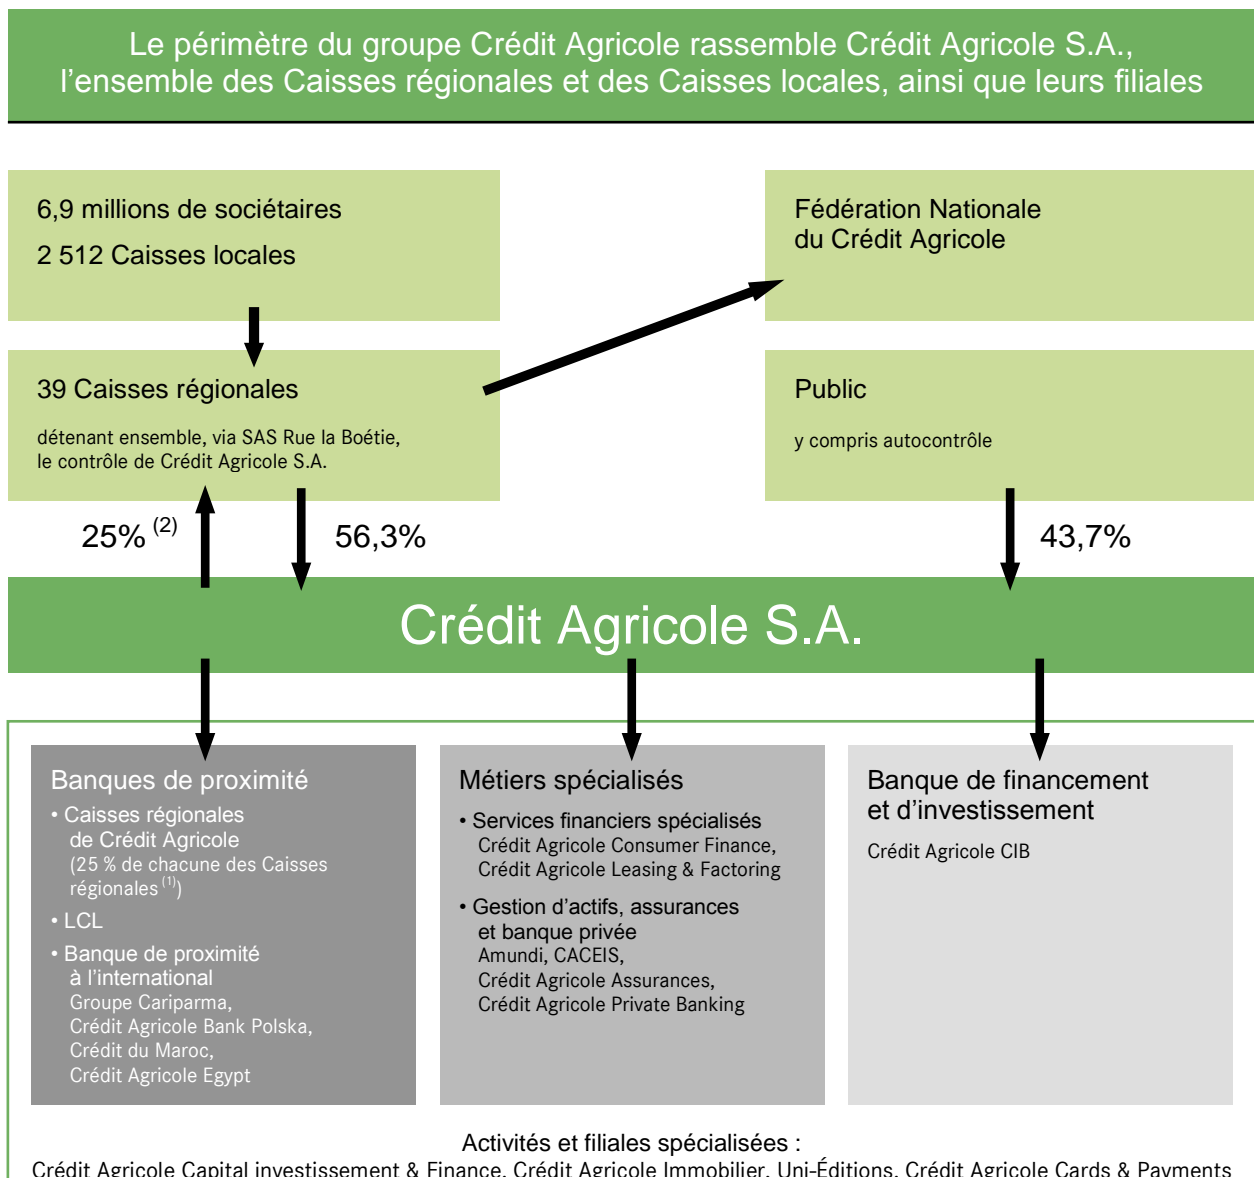 Le périmètre du groupe Crédit Agricole rassemble Crédit Agricole S.A.,
l’ensemble des Caisses régionales et des Caisses locales, ainsi que leurs filiales
6,9 millions de sociétaires
2 512 Caisses locales
Fédération Nationale
du Crédit Agricole
39 Caisses régionales
détenant ensemble, via SAS Rue la Boétie,
le contrôle de Crédit Agricole S.A.
Public
y compris autocontrôle
25% (2)
56,3%
43,7%
Crédit Agricole S.A.
Banques de proximité
• Caisses régionales
de Crédit Agricole
(25 % de chacune des Caisses
régionales (1))
• LCL
• Banque de proximité
à l’international
Groupe Cariparma,
Crédit Agricole Bank Polska,
Crédit du Maroc,
Crédit Agricole Egypt
Métiers spécialisés
• Services financiers spécialisés
Crédit Agricole Consumer Finance,
Crédit Agricole Leasing & Factoring
• Gestion d’actifs, assurances
et banque privée
Amundi, CACEIS,
Crédit Agricole Assurances,
Crédit Agricole Private Banking
Banque de financement
et d’investissement
Crédit Agricole CIB
Activités et filiales spécialisées :
Crédit Agricole Capital investissement & Finance, Crédit Agricole Immobilier, Uni-Éditions, Crédit Agricole Cards & Payments